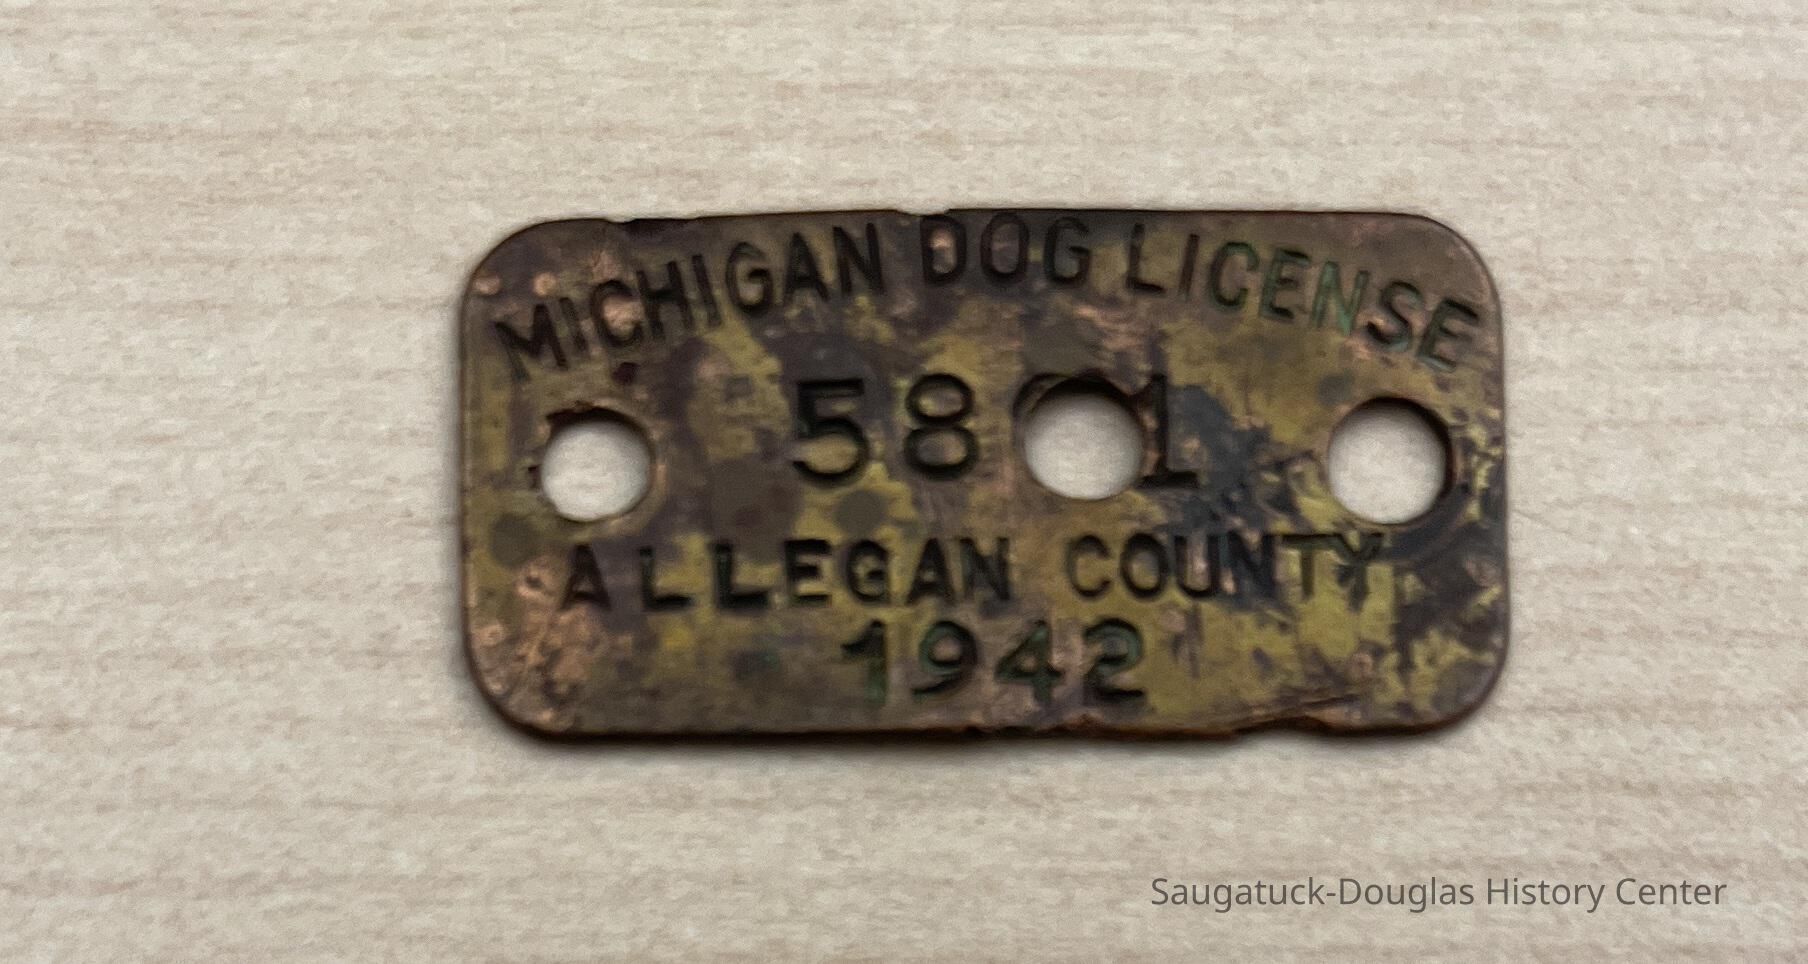 MICHIGAN DOG LICENSE
58 1
ALLEGAN COUNTY
1942
Saugatuck-Douglas History Center